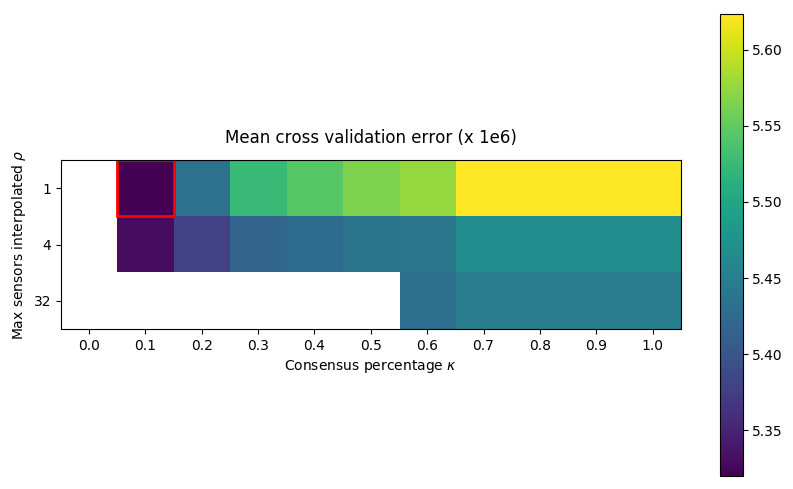 Mean cross validation error (x 1e6)
Max sensors interpolated ρ
1
4
32
0.0 0.1 0.2 0.3 0.4 0.5 0.6 0.7 0.8 0.9 1.0
Consensus percentage κ
5.60
5.55
5.50
5.45
5.40
5.35